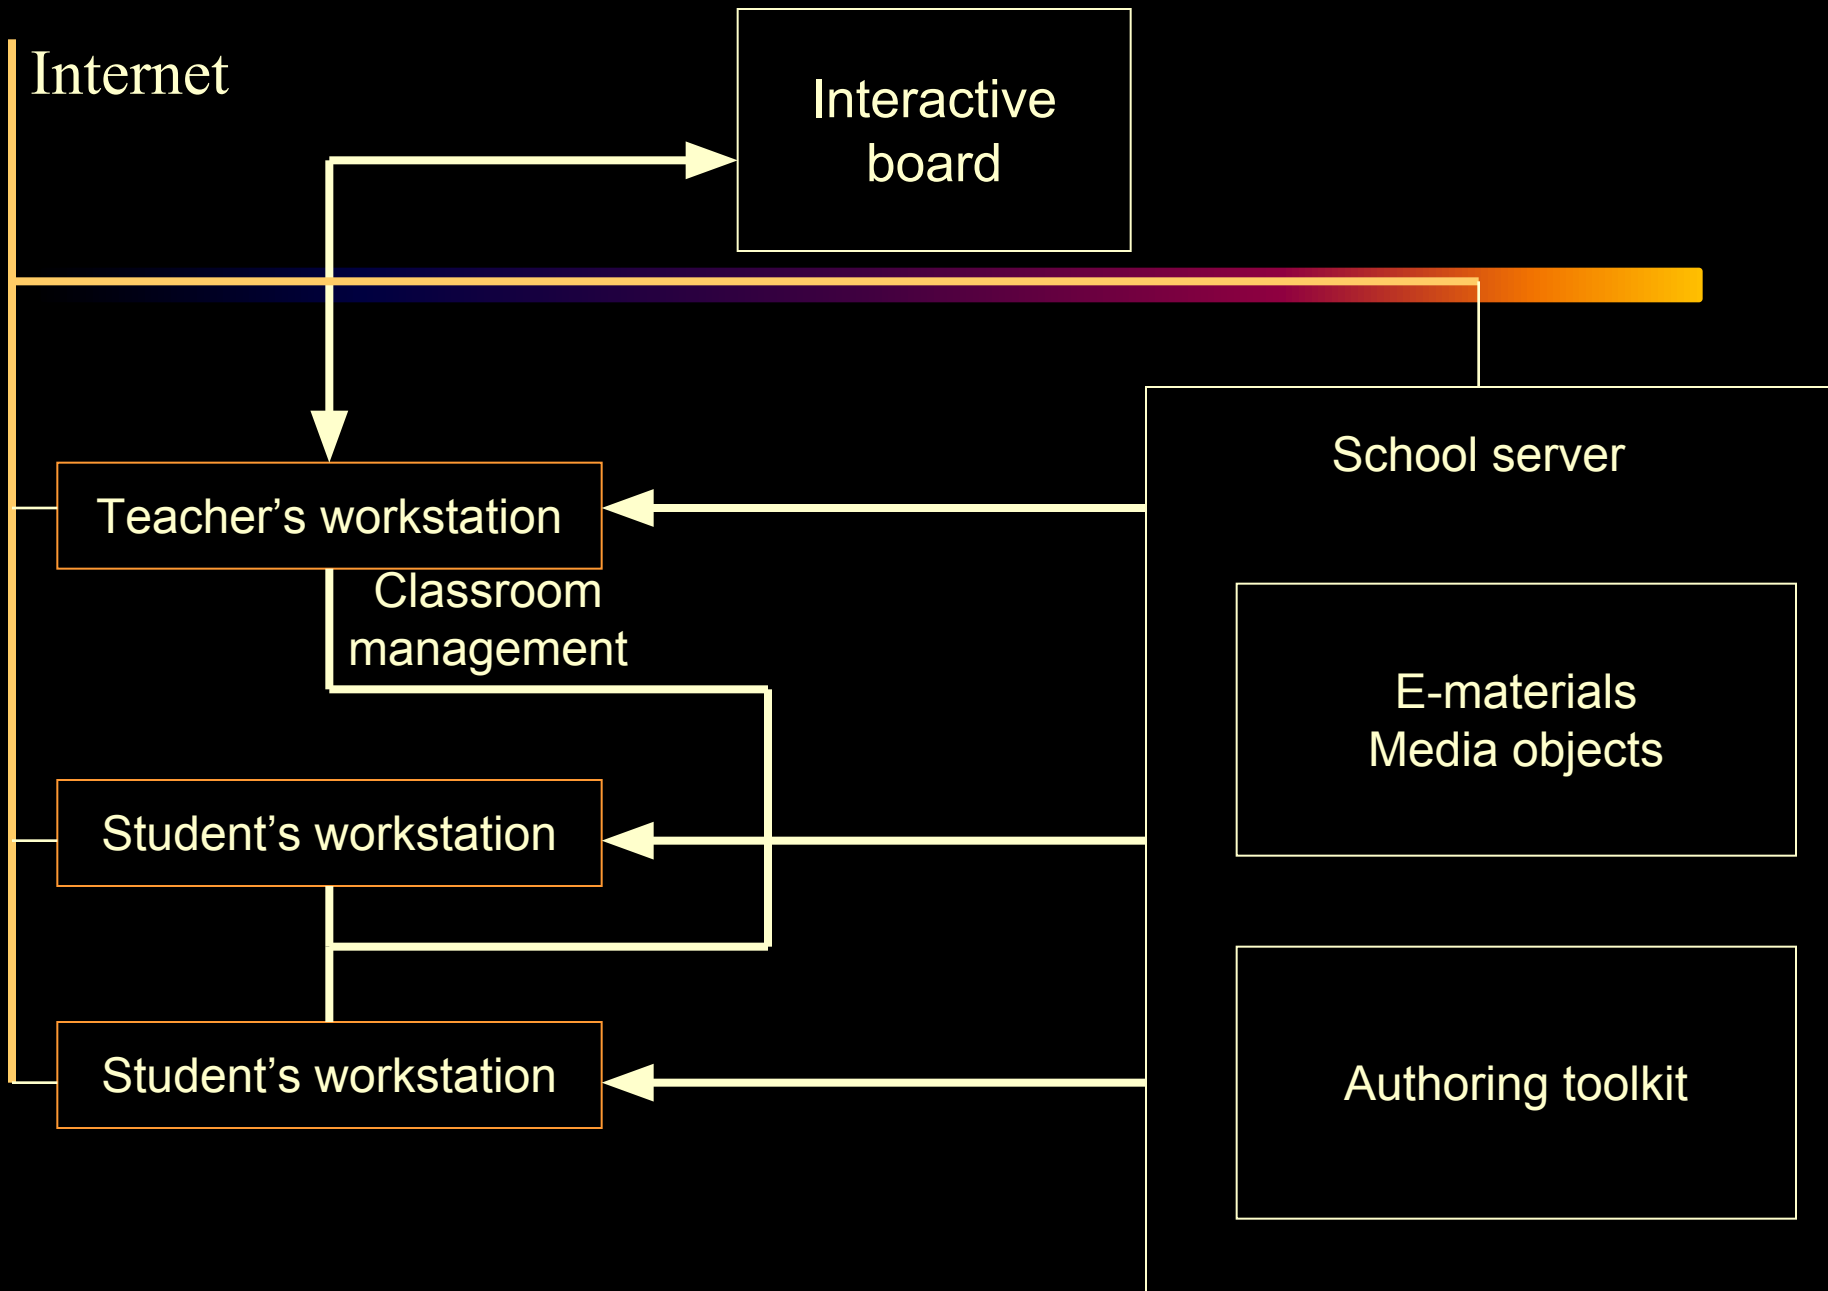 Internet
Interactive
board
School server
Teacher’s workstation
Classroom
management
E-materials
Media objects
Student’s workstation
Student’s workstation
Authoring toolkit